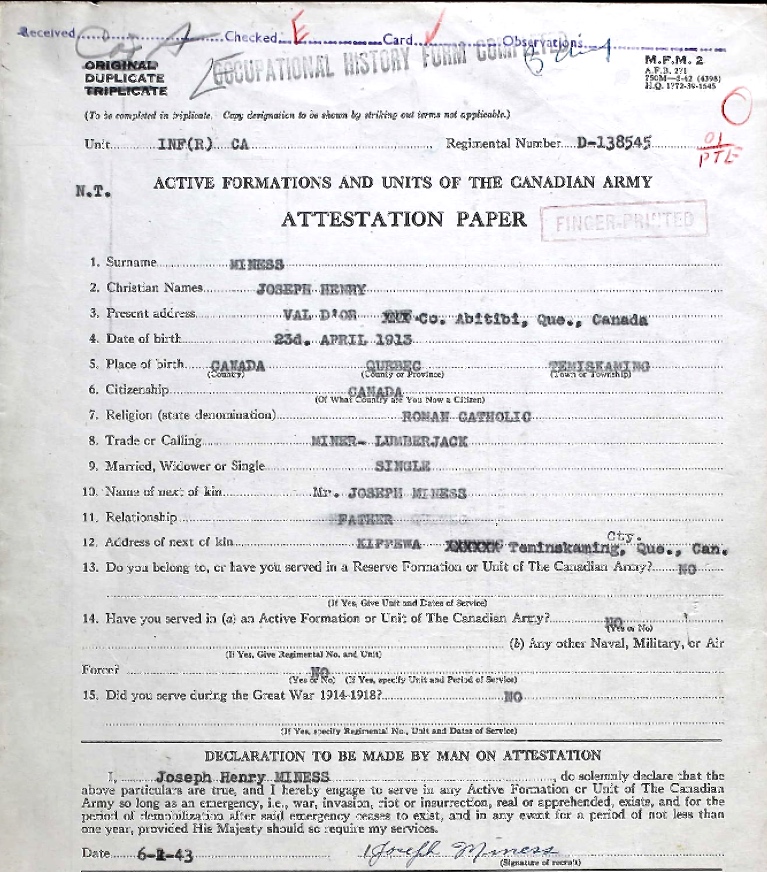 Received Checked E Card Observations
OCCUPATIONAL HISTORY FORM
ORIGINAL
DUPLICATE
TRIPLICATE
M.F.M. 2
A.F.B. 271
750M—2-42 (4398)
H.Q. 1772-39-1545
(To be completed in triplicate. Copy designation to be shown by striking out terms not applicable.)
Unit INF(R) CA Regimental Number D-138545
01
PTE
N.T.
ACTIVE FORMATIONS AND UNITS OF THE CANADIAN ARMY
ATTESTATION PAPER
FINGER-PRINTED
1. Surname MINESS
2. Christian Names JOSEPH HENRY
3. Present address VAL D'OR Co. Abitibi, Que., Canada
4. Date of birth 23d. APRIL 1913
5. Place of birth CANADA QUEBEC TEMISKAMING
(Country) (County or Province) (Town or Township)
6. Citizenship CANADA
(Of What Country are You Now a Citizen)
7. Religion (state denomination) ROMAN CATHOLIC
8. Trade or Calling MINER- LUMBERJACK
9. Married, Widower or Single SINGLE
10. Name of next of kin Mr. JOSEPH MINESS
11. Relationship FATHER
Cty.
12. Address of next of kin KIPPEWA XXXXXX Teminskaming, Que., Can.
13. Do you belong to, or have you served in a Reserve Formation or Unit of The Canadian Army? NO
(If Yes, Give Unit and Dates of Service)
14. Have you served in (a) an Active Formation or Unit of The Canadian Army? NO
(Yes or No)
(b) Any other Naval, Military, or Air
(If Yes, Give Regimental No. and Unit)
Force? NO
(Yes or No) (If Yes, specify Unit and Period of Service)
15. Did you serve during the Great War 1914-1918? NO
(If Yes, specify Regimental No., Unit and Dates of Service)
DECLARATION TO BE MADE BY MAN ON ATTESTATION
I, Joseph Henry MINESS, do solemnly declare that the
above particulars are true, and I hereby engage to serve in any Active Formation or Unit of The Canadian
Army so long as an emergency, i.e., war, invasion, riot or insurrection, real or apprehended, exists, and for the
period of demobilization after said emergency ceases to exist, and in any event for a period of not less than
one year, provided His Majesty should so require my services.
Date Joseph Miness
(Signature of recruit)